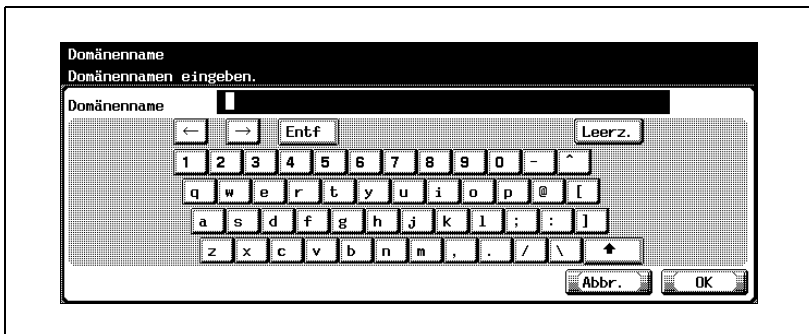 Domänenname
Domänennamen eingeben.
Domänenname
← → Entf Leerz.
1 2 3 4 5 6 7 8 9 0 - ^
q w e r t y u i o p @ [
a s d f g h j k l ; : ]
z x c v b n m , . / \ ↑
Abbr. OK